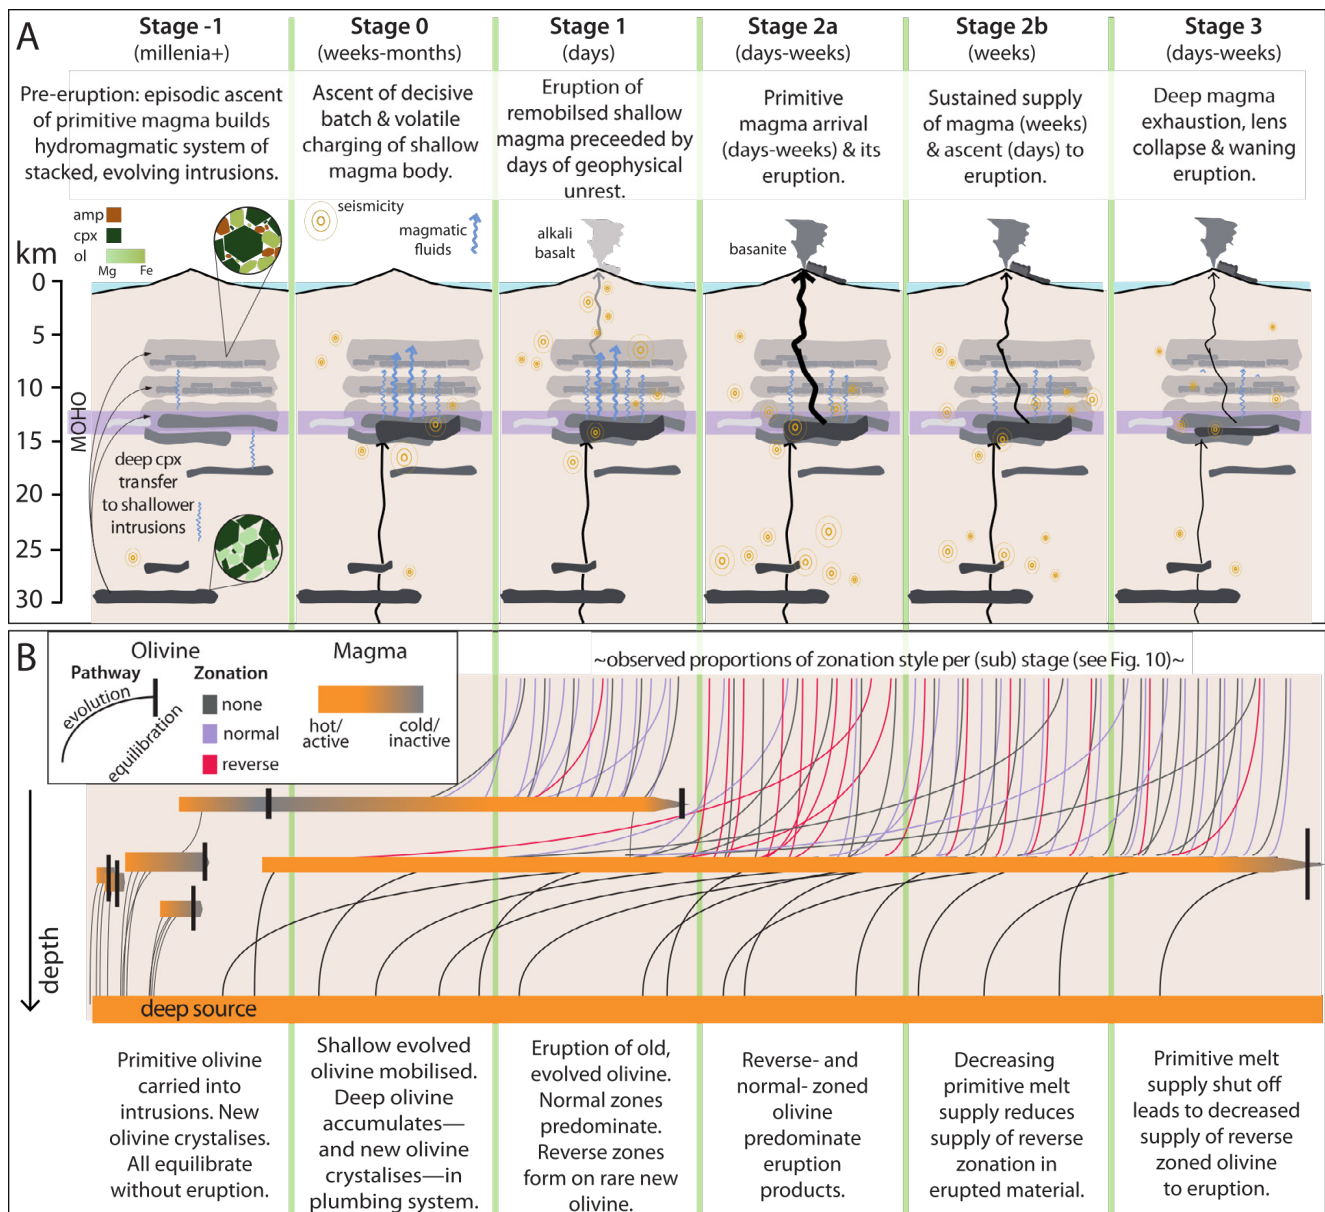 A
Stage -1
(millenia+)
Stage 0
(weeks-months)
Stage 1
(days)
Stage 2a
(days-weeks)
Stage 2b
(weeks)
Stage 3
(days-weeks)
Pre-eruption: episodic ascent
of primitive magma builds
hydromagmatic system of
stacked, evolving intrusions.
Ascent of decisive
batch & volatile
charging of shallow
magma body.
Eruption of
remobilised shallow
magma preceeded by
days of geophysical
unrest.
Primitive
magma arrival
(days-weeks) & its
eruption.
Sustained supply
of magma (weeks)
& ascent (days) to
eruption.
Deep magma
exhaustion, lens
collapse & waning
eruption.
amp
cpx
ol
Mg Fe
seismicity
magmatic
fluids
alkali
basalt
basanite
km
0
5
10
15
20
25
30
MOHO
deep cpx
transfer
to shallower
intrusions
B
Olivine
Pathway
evolution
equilibration
Zonation
none
normal
reverse
Magma
hot/
active
cold/
inactive
~observed proportions of zonation style per (sub) stage (see Fig. 10)~
depth
deep source
Primitive olivine
carried into
intrusions. New
olivine crystalises.
All equilibrate
without eruption.
Shallow evolved
olivine mobilised.
Deep olivine
accumulates—
and new olivine
crystalises—in
plumbing system.
Eruption of old,
evolved olivine.
Normal zones
predominate.
Reverse zones
form on rare new
olivine.
Reverse- and
normal- zoned
olivine
predominate
eruption
products.
Decreasing
primitive melt
supply reduces
supply of reverse
zonation in
erupted material.
Primitive melt
supply shut off
leads to decreased
supply of reverse
zoned olivine
to eruption.